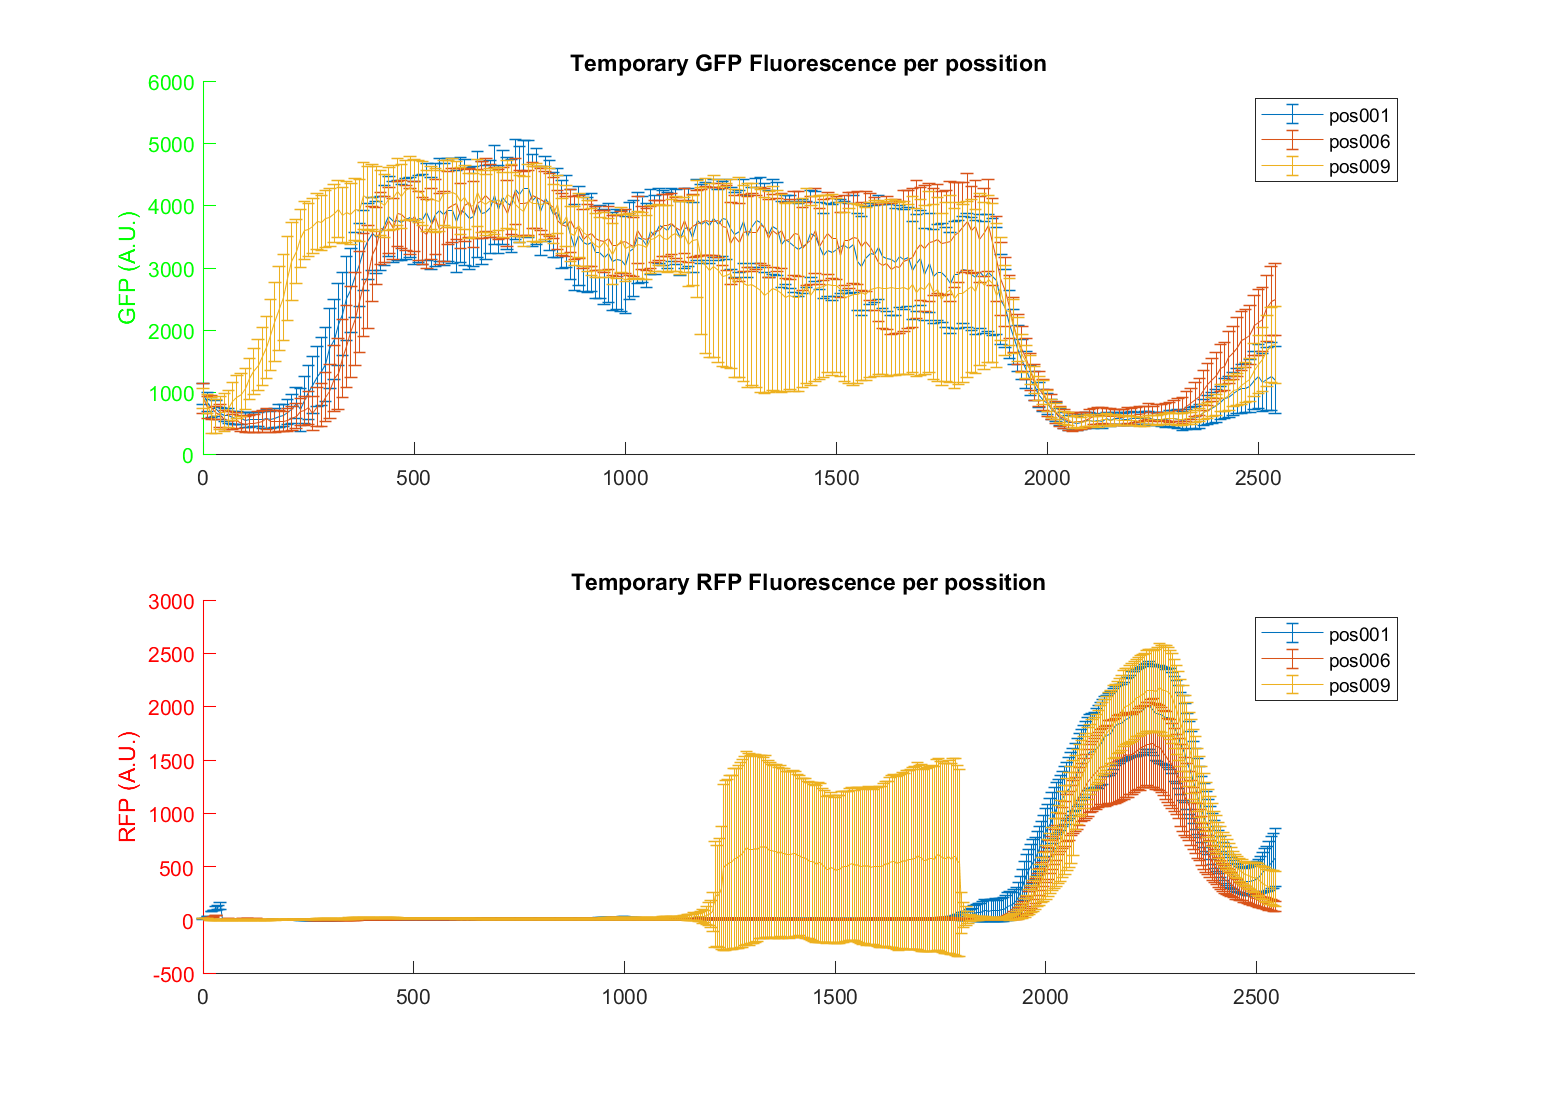 Temporary GFP Fluorescence per possition
GFP (A.U.)
6000
5000
4000
3000
2000
1000
0
0 500 1000 1500 2000 2500
pos001
pos006
pos009
Temporary RFP Fluorescence per possition
RFP (A.U.)
3000
2500
2000
1500
1000
500
0
-500
0 500 1000 1500 2000 2500
pos001
pos006
pos009